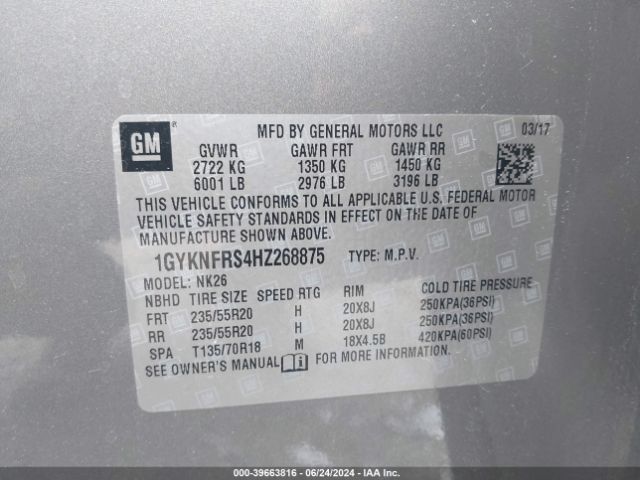 GM ®
MFD BY GENERAL MOTORS LLC 03/17
GVWR GAWR FRT GAWR RR
2722 KG 1350 KG 1450 KG
6001 LB 2976 LB 3196 LB
THIS VEHICLE CONFORMS TO ALL APPLICABLE U.S. FEDERAL MOTOR
VEHICLE SAFETY STANDARDS IN EFFECT ON THE DATE OF
MANUFACTURE SHOWN ABOVE.
1GYKNFRS4HZ268875 TYPE: M.P.V.
MODEL: NK26
NBHD TIRE SIZE SPEED RTG RIM COLD TIRE PRESSURE
FRT 235/55R20 H 20X8J 250KPA(36PSI)
RR 235/55R20 H 20X8J 250KPA(36PSI)
SPA T135/70R18 M 18X4.5B 420KPA(60PSI)
SEE OWNER'S MANUAL i FOR MORE INFORMATION.
000-39663816 - 06/24/2024 - IAA Inc.